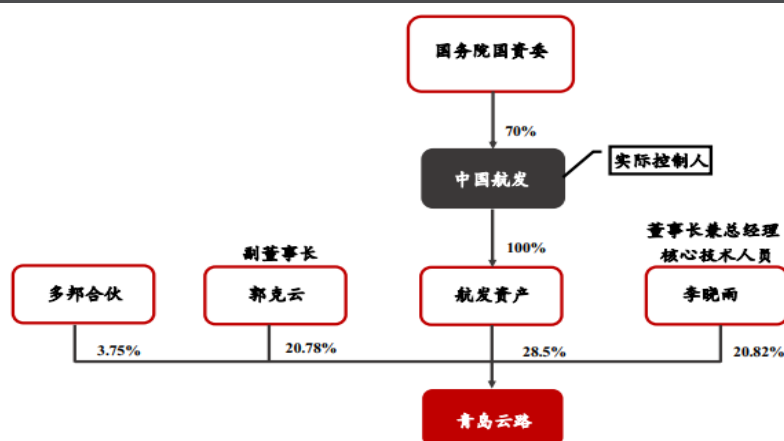 国务院国资委
70%
中国航发
实际控制人
100%
董事长兼总经理
核心技术人员
副董事长
多邦合伙
郭克云
航发资产
李晓雨
3.75%
20.78%
28.5%
20.82%
青岛云路